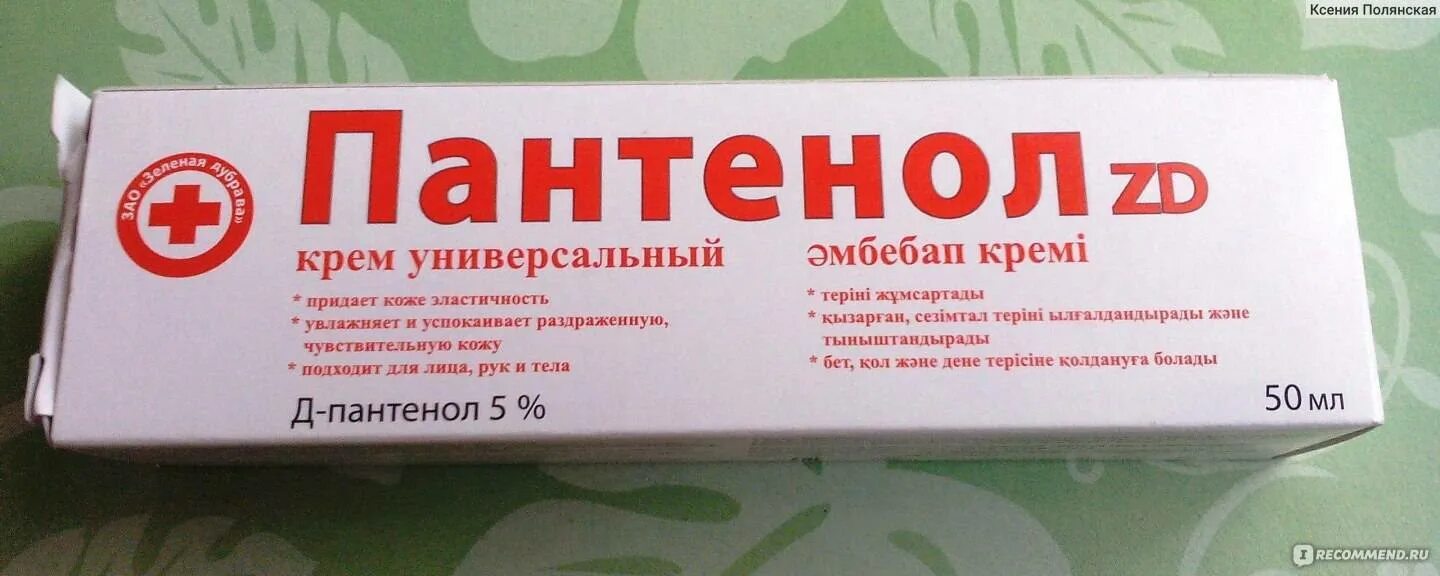 Ксения Полянская
ЗАО «Зеленая дубрава»
Пантенол ZD
крем универсальный
* придает коже эластичность
* увлажняет и успокаивает раздраженную,
чувствительную кожу
* подходит для лица, рук и тела
Д-пантенол 5 %
әмбебап кремі
* теріні жұмсартады
* қызарған, сезімтал теріні ылғалдандырады және
тыныштандырады
* бет, қол және дене терісіне қолдануға болады
50 мл
IRECOMMEND.RU